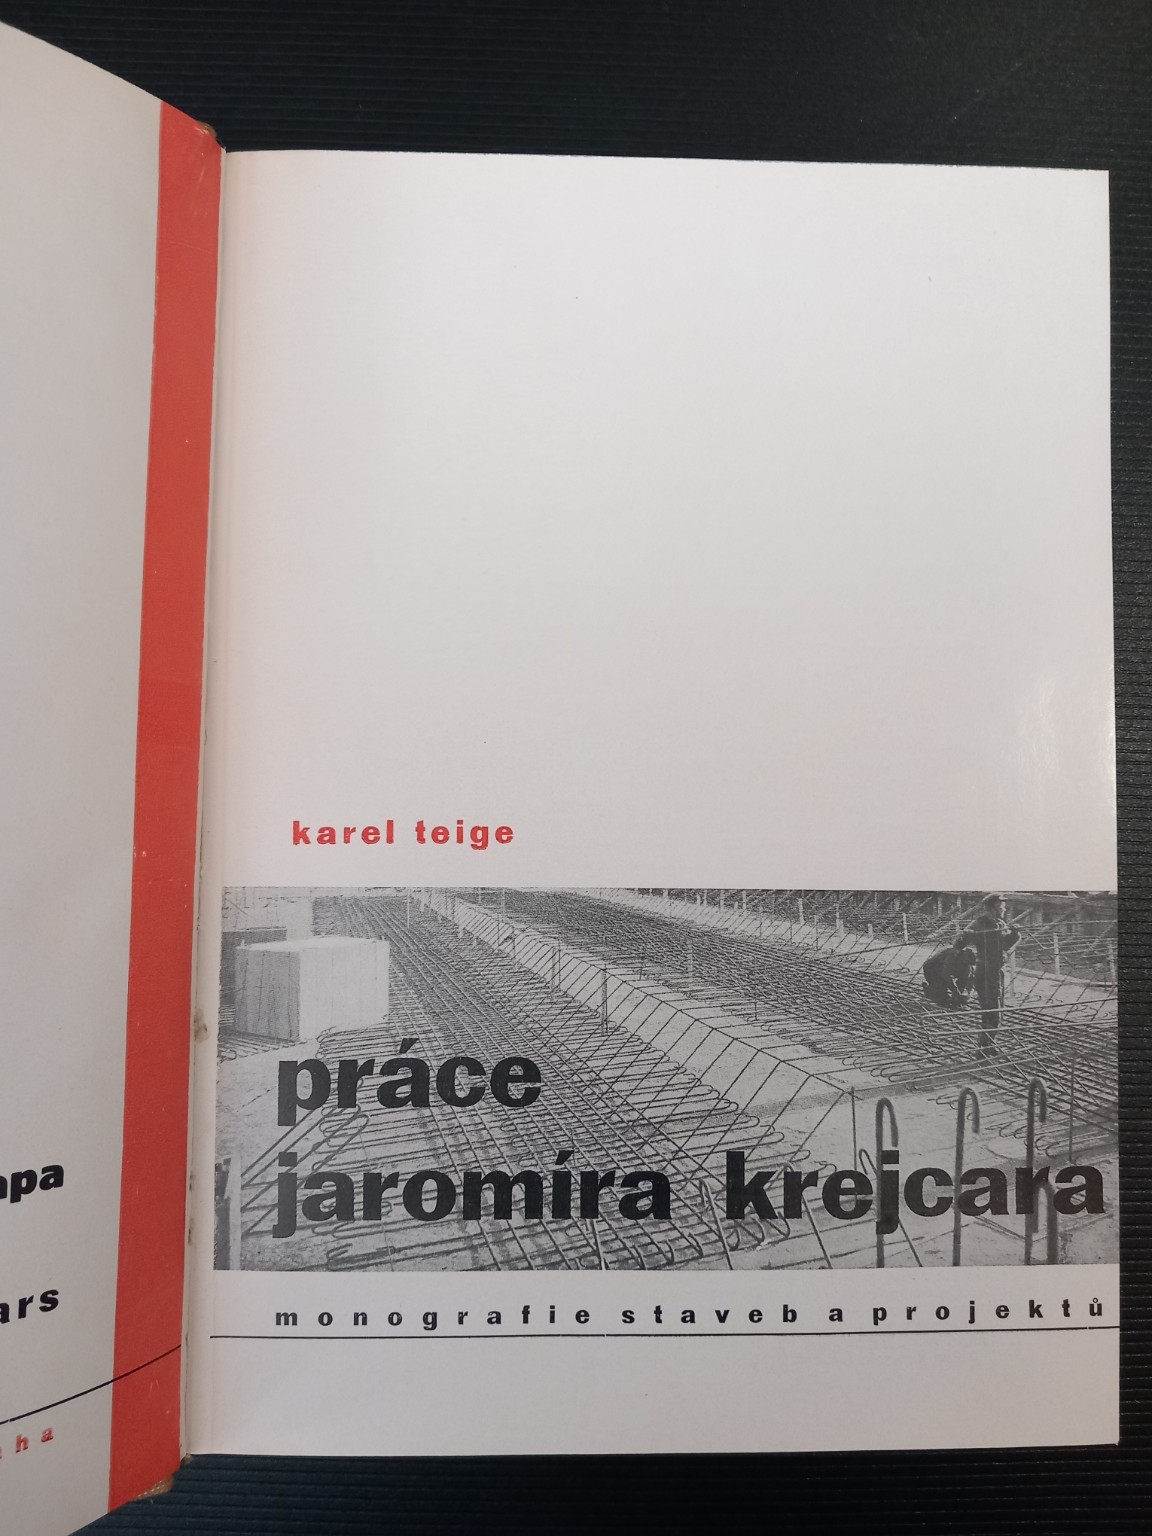 karel teige
práce
jaromíra krejcara
monografie staveb a projektů